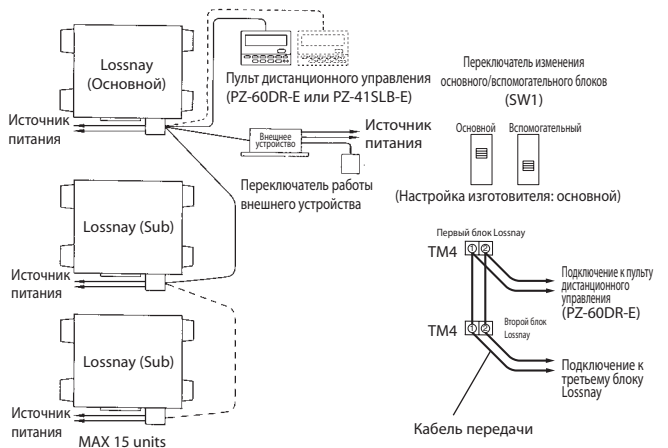 Lossnay
(Основной)
Источник
питания
Пульт дистанционного управления
(PZ-60DR-E или PZ-41SLB-E)
Внешнее
устройство
Источник
питания
Переключатель работы
внешнего устройства
Lossnay (Sub)
Источник
питания
Lossnay (Sub)
Источник
питания
MAX 15 units
Переключатель изменения
основного/вспомогательного блоков
(SW1)
Основной Вспомогательный
(Настройка изготовителя: основной)
Первый блок Lossnay
TM4 1 2
Подключение к пульту
дистанционного
управления
(PZ-60DR-E)
TM4 1 2
Второй блок
Lossnay
Подключение к
третьему блоку
Lossnay
Кабель передачи